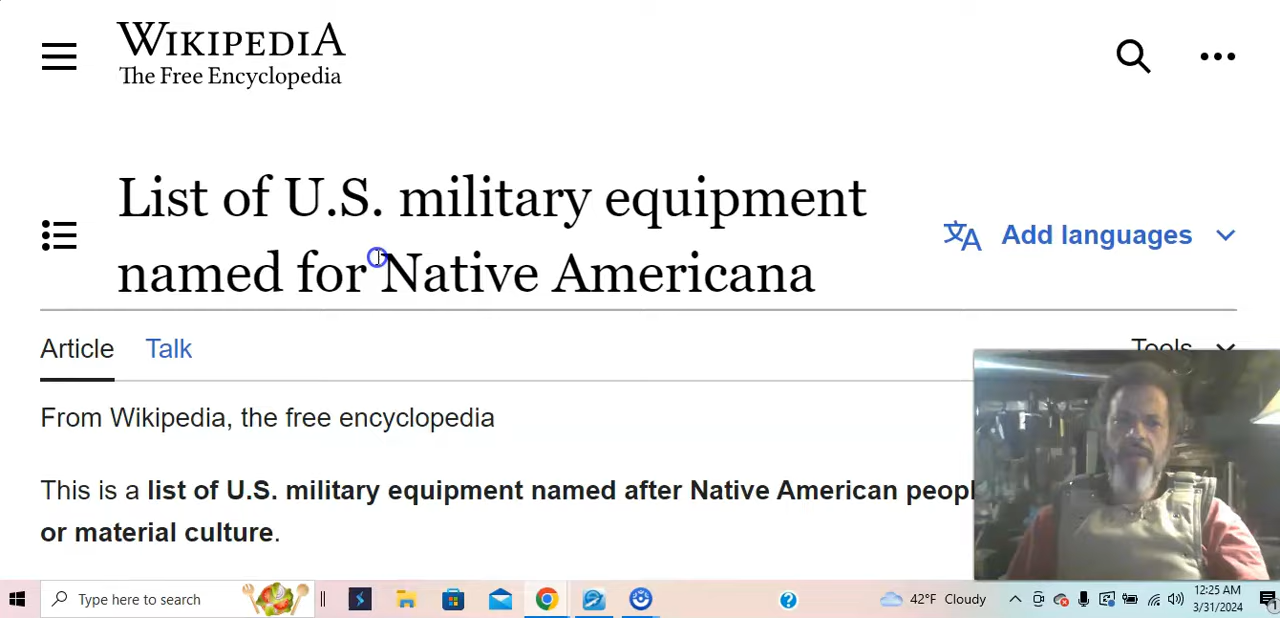 WIKIPEDIA
The Free Encyclopedia
List of U.S. military equipment
named for Native Americana
Add languages
Article Talk
Tools
From Wikipedia, the free encyclopedia
This is a list of U.S. military equipment named after Native American peopl
or material culture.
Type here to search
42°F Cloudy
12:25 AM
3/31/2024